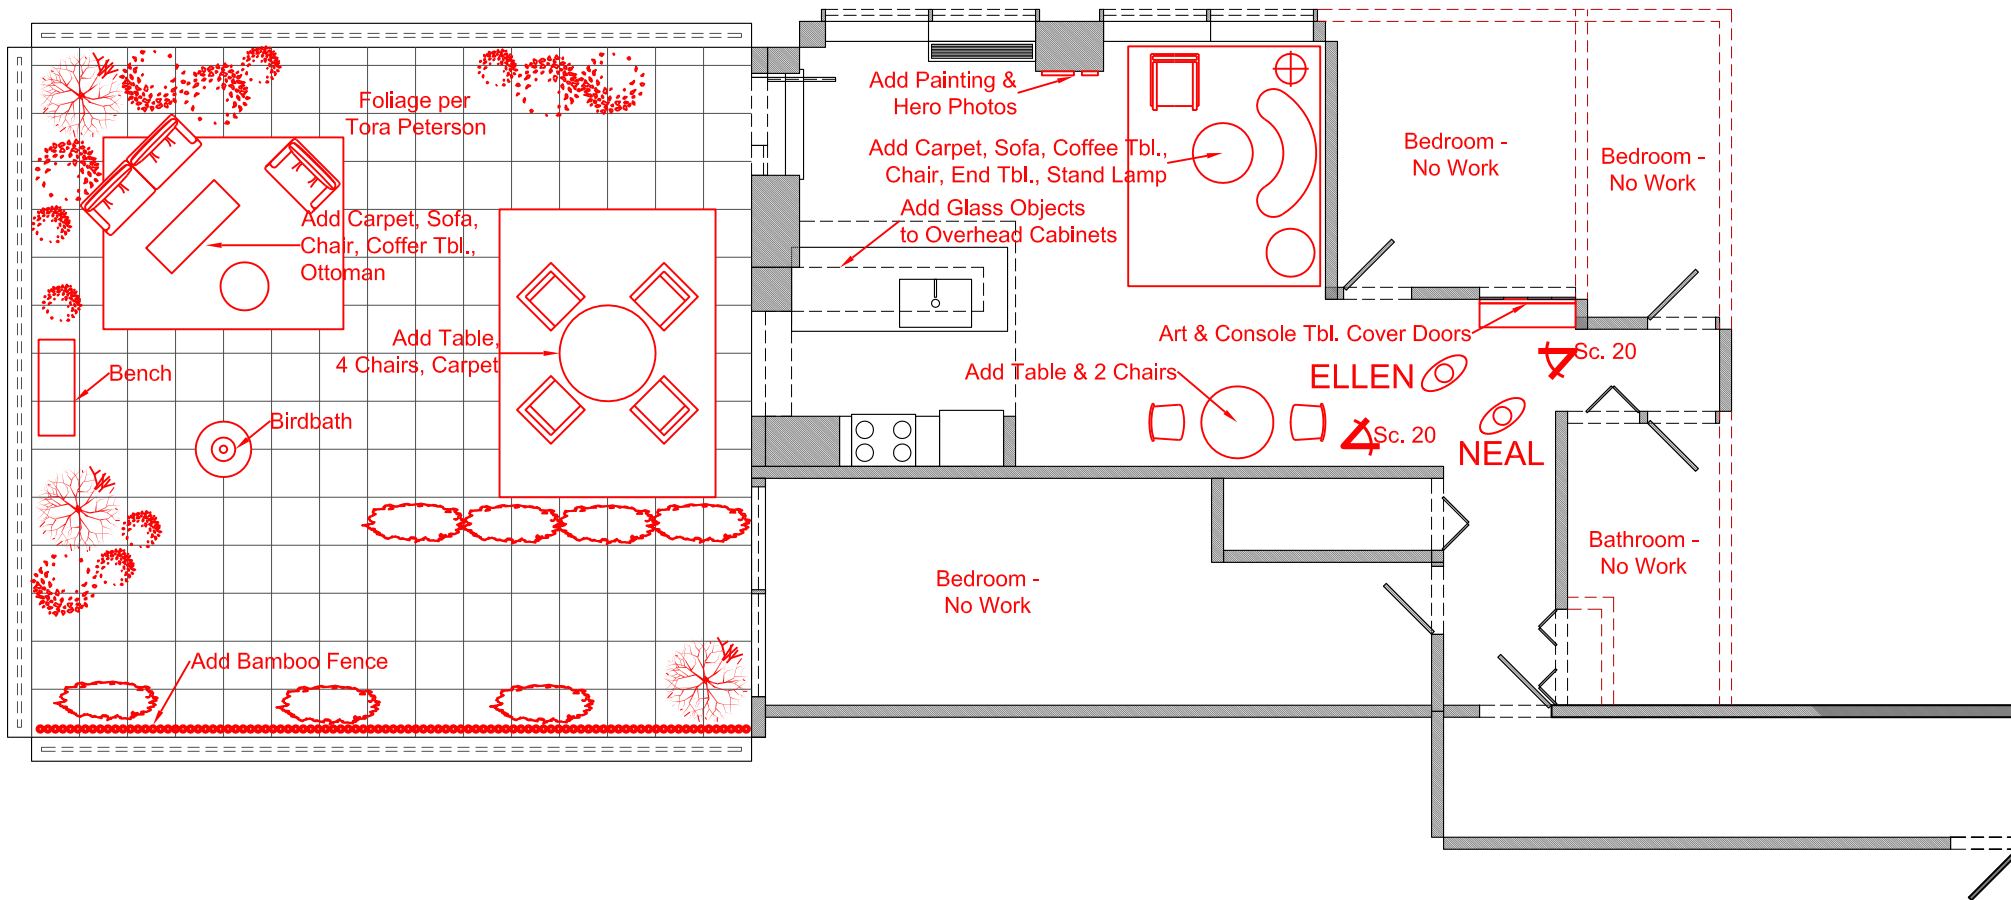 Foliage per
Tora Peterson
Add Carpet, Sofa,
Chair, Coffer Tbl.,
Ottoman
Add Table,
4 Chairs, Carpet
Bench
Birdbath
Add Bamboo Fence
Add Painting &
Hero Photos
Add Carpet, Sofa, Coffee Tbl.,
Chair, End Tbl., Stand Lamp
Add Glass Objects
to Overhead Cabinets
Bedroom -
No Work
Bedroom -
No Work
Art & Console Tbl. Cover Doors
Sc. 20
Add Table & 2 Chairs
ELLEN
Sc. 20
NEAL
Bedroom -
No Work
Bathroom -
No Work